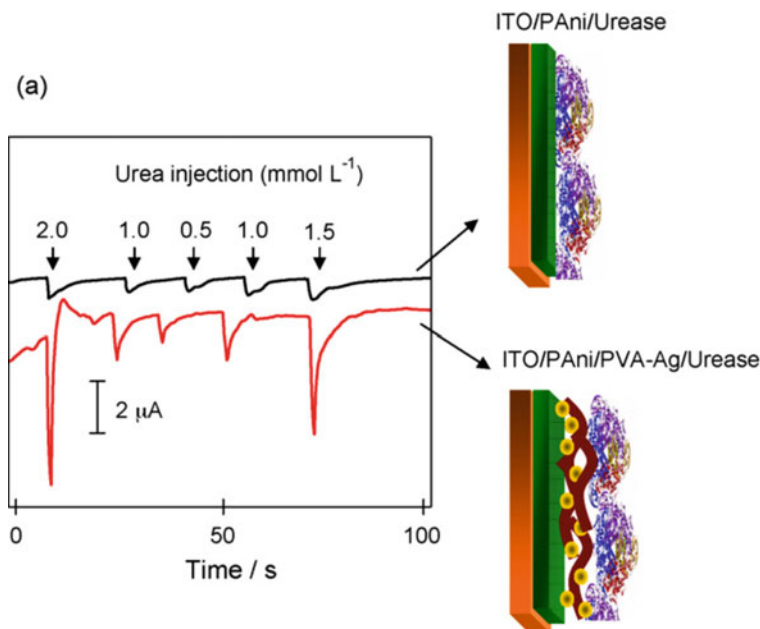 ITO/PAni/Urease
(a)
Urea injection (mmol L⁻¹)
2.0 1.0 0.5 1.0 1.5
2 μA
ITO/PAni/PVA-Ag/Urease
0 50 100
Time / s